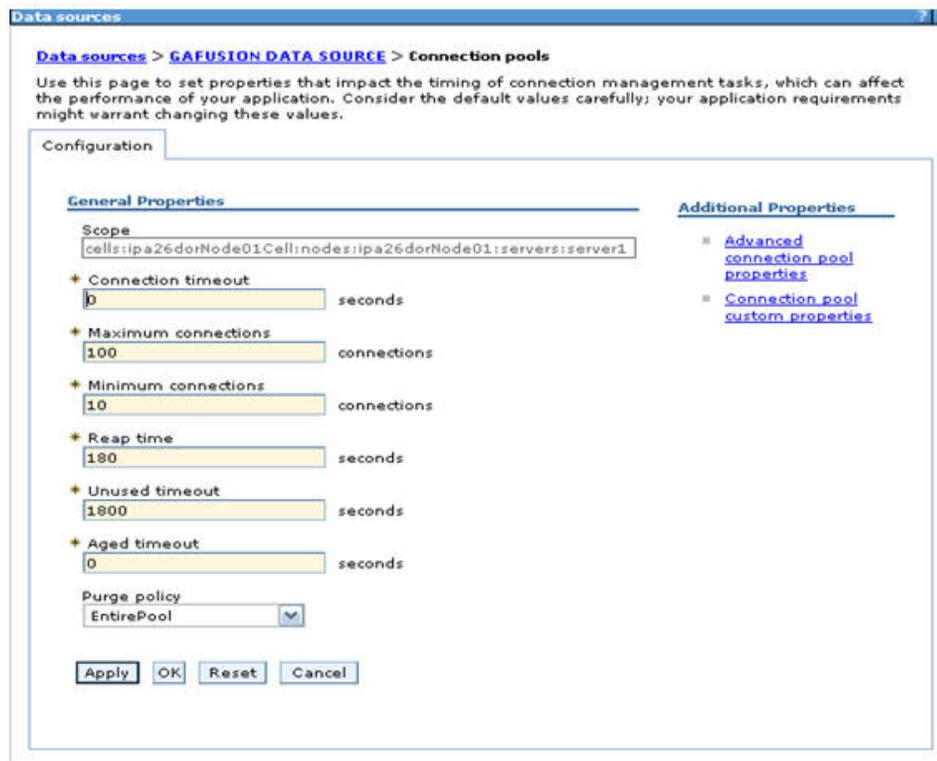 Data sources
?
Data sources > GAFUSION DATA SOURCE > Connection pools
Use this page to set properties that impact the timing of connection management tasks, which can affect
the performance of your application. Consider the default values carefully; your application requirements
might warrant changing these values.
Configuration
General Properties
Scope
cells:ipa26dorNode01Cell:nodes:ipa26dorNode01:servers:server1
* Connection timeout
0 seconds
* Maximum connections
100 connections
* Minimum connections
10 connections
* Reap time
180 seconds
* Unused timeout
1800 seconds
* Aged timeout
0 seconds
Purge policy
EntirePool
Apply OK Reset Cancel
Additional Properties
Advanced
connection pool
properties
Connection pool
custom properties